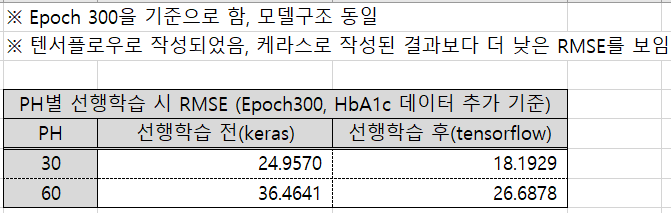 ※ Epoch 300을 기준으로 함, 모델구조 동일
※ 텐서플로우로 작성되었음, 케라스로 작성된 결과보다 더 낮은 RMSE를 보임
PH별 선행학습 시 RMSE (Epoch300, HbA1c 데이터 추가 기준)
PH 선행학습 전(keras) 선행학습 후(tensorflow)
30 24.9570 18.1929
60 36.4641 26.6878